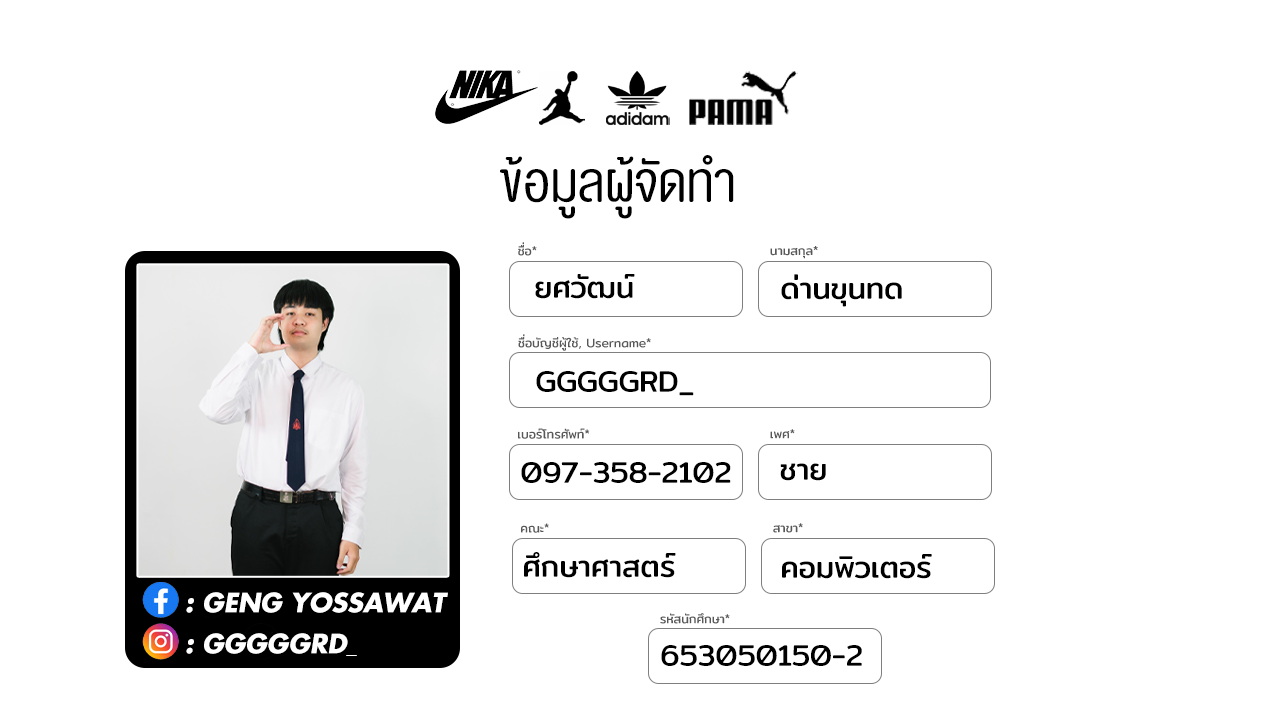 NIKA adidam PAMA
ข้อมูลผู้จัดทำ
ชื่อ* นามสกุล*
ยศวัฒน์ ด่านขุนทด
ชื่อบัญชีผู้ใช้, Username*
GGGGGRD_
เบอร์โทรศัพท์* เพศ*
097-358-2102 ชาย
คณะ* สาขา*
ศึกษาศาสตร์ คอมพิวเตอร์
: GENG YOSSAWAT
: GGGGGRD_
รหัสนักศึกษา*
653050150-2